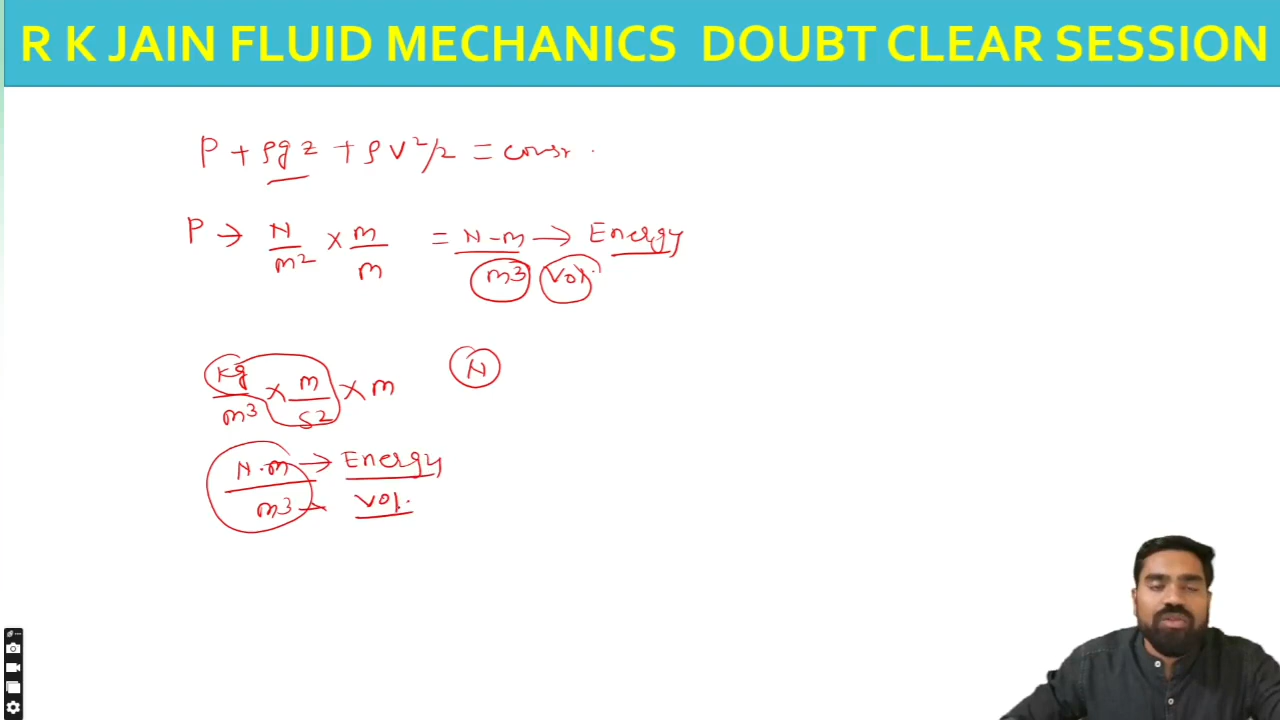 R K JAIN FLUID MECHANICS DOUBT CLEAR SESSION
P + ρgz + ρv²/2 = const.
P → N/m² × m/m = N-m/m³ → Energy/Vol.
Kg/m³ × m/s² × m
N
N.m/m³ → Energy/Vol.